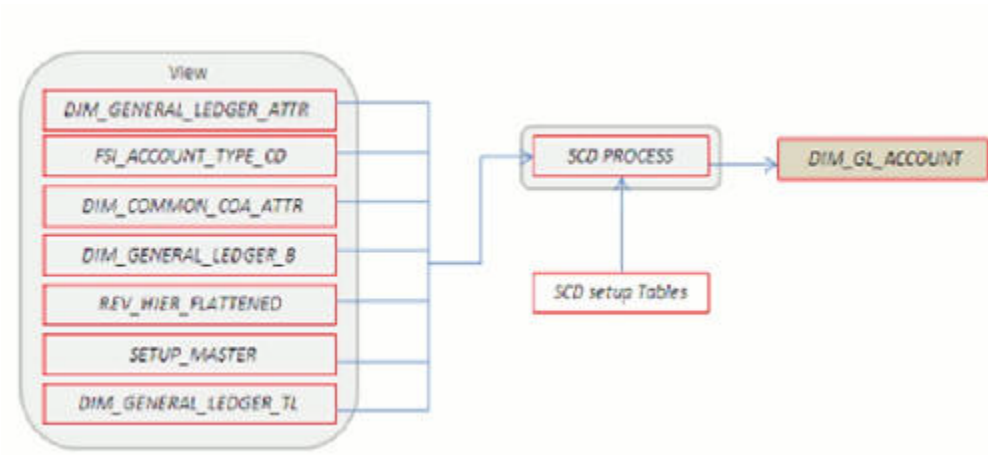 View
DIM_GENERAL_LEDGER_ATTR
FSI_ACCOUNT_TYPE_CD
DIM_COMMON_COA_ATTR
DIM_GENERAL_LEDGER_B
REV_HIER_FLATTENED
SETUP_MASTER
DIM_GENERAL_LEDGER_TL
SCD PROCESS
SCD setup Tables
DIM_GL_ACCOUNT